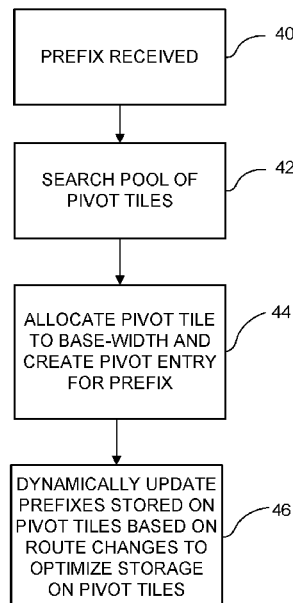 PREFIX RECEIVED
40
SEARCH POOL OF
PIVOT TILES
42
ALLOCATE PIVOT TILE
TO BASE-WIDTH AND
CREATE PIVOT ENTRY
FOR PREFIX
44
DYNAMICALLY UPDATE
PREFIXES STORED ON
PIVOT TILES BASED ON
ROUTE CHANGES TO
OPTIMIZE STORAGE
ON PIVOT TILES
46